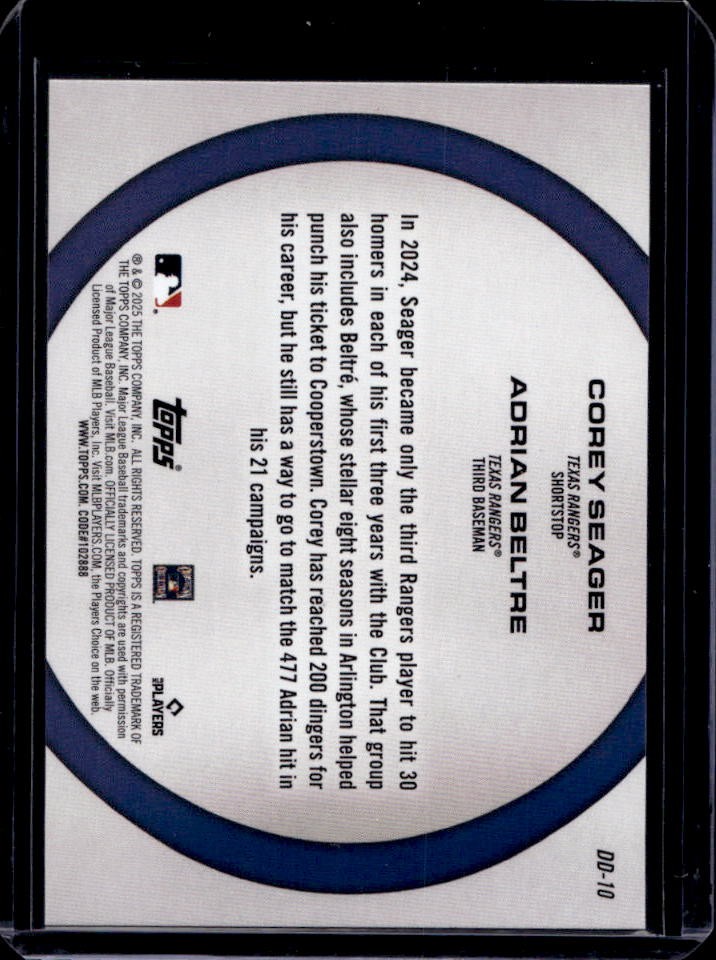 DD-10
COREY SEAGER
TEXAS RANGERS®
SHORTSTOP
ADRIAN BELTRE
TEXAS RANGERS®
THIRD BASEMAN
In 2024, Seager became only the third Rangers player to hit 30
homers in each of his first three years with the Club. That group
also includes Beltré, whose stellar eight seasons in Arlington helped
punch his ticket to Cooperstown. Corey has reached 200 dingers for
his career, but he still has a way to go to match the 477 Adrian hit in
his 21 campaigns.
topps®
MLB PLAYERS
® & © 2025 THE TOPPS COMPANY, INC. ALL RIGHTS RESERVED. TOPPS IS A REGISTERED TRADEMARK OF
THE TOPPS COMPANY, INC. Major League Baseball trademarks and copyrights are used with permission
of Major League Baseball. Visit MLB.com. OFFICIALLY LICENSED PRODUCT OF MLB. Officially
Licensed Product of MLB Players, Inc. Visit MLBPLAYERS.COM, the Players Choice on the web.
WWW.TOPPS.COM. CODE#102888